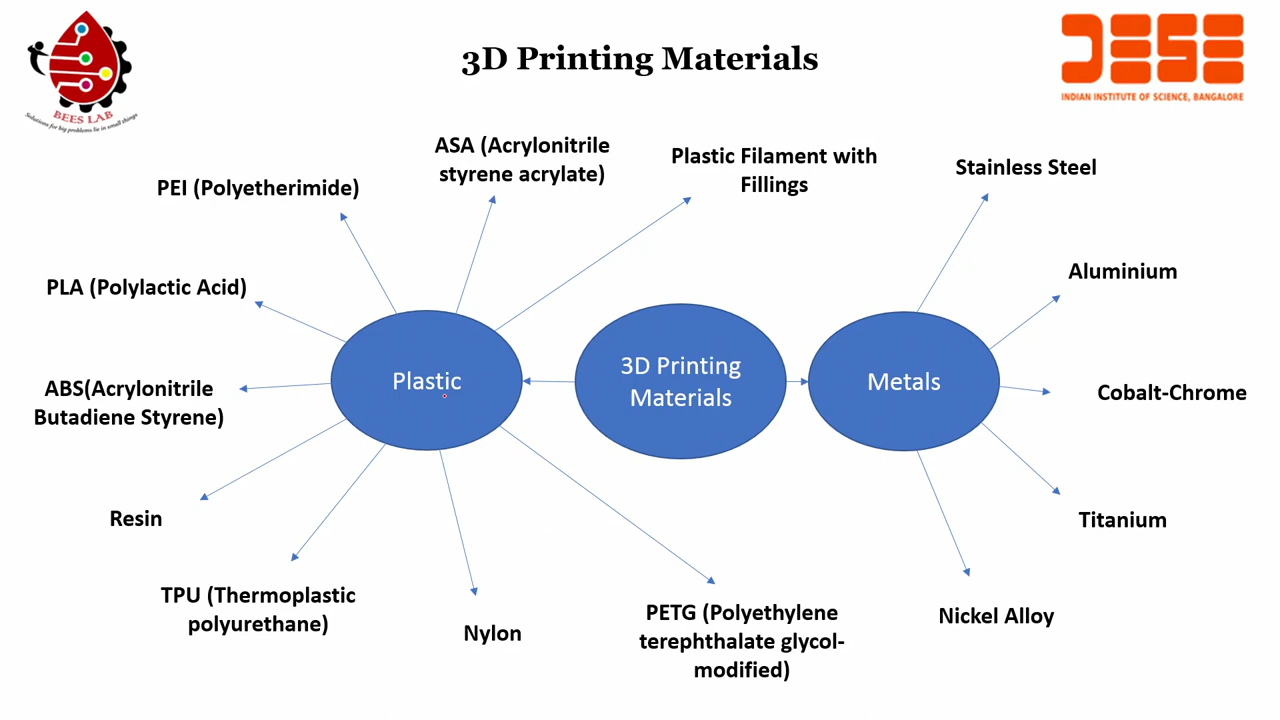 3D Printing Materials
BEES LAB
Solutions for big problems lie in small things
DESE
INDIAN INSTITUTE OF SCIENCE, BANGALORE
ASA (Acrylonitrile
styrene acrylate)
Plastic Filament with
Fillings
Stainless Steel
PEI (Polyetherimide)
Aluminium
PLA (Polylactic Acid)
3D Printing
Materials
Plastic
Metals
ABS(Acrylonitrile
Butadiene Styrene)
Cobalt-Chrome
Resin
Titanium
TPU (Thermoplastic
polyurethane)
Nylon
PETG (Polyethylene
terephthalate glycol-
modified)
Nickel Alloy